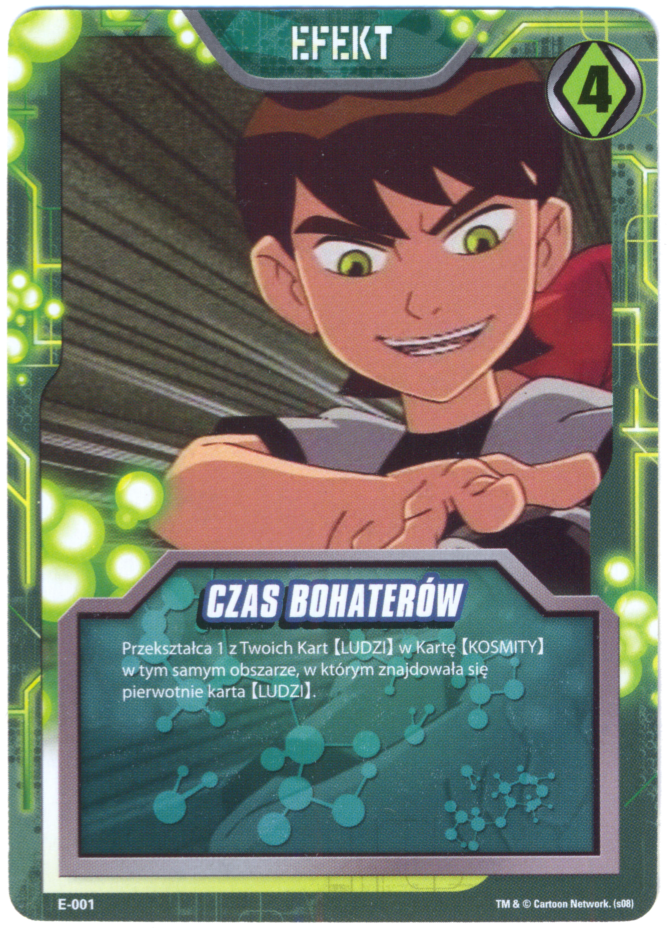 EFEKT
4
CZAS BOHATERÓW
Przekształca 1 z Twoich Kart【LUDZI】w Kartę【KOSMITY】
w tym samym obszarze, w którym znajdowała się
pierwotnie karta【LUDZI】.
E-001
TM & © Cartoon Network. (s08)